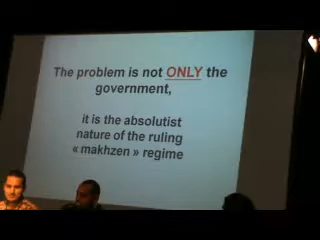 The problem is not ONLY the
government,
it is the absolutist
nature of the ruling
« makhzen » regime